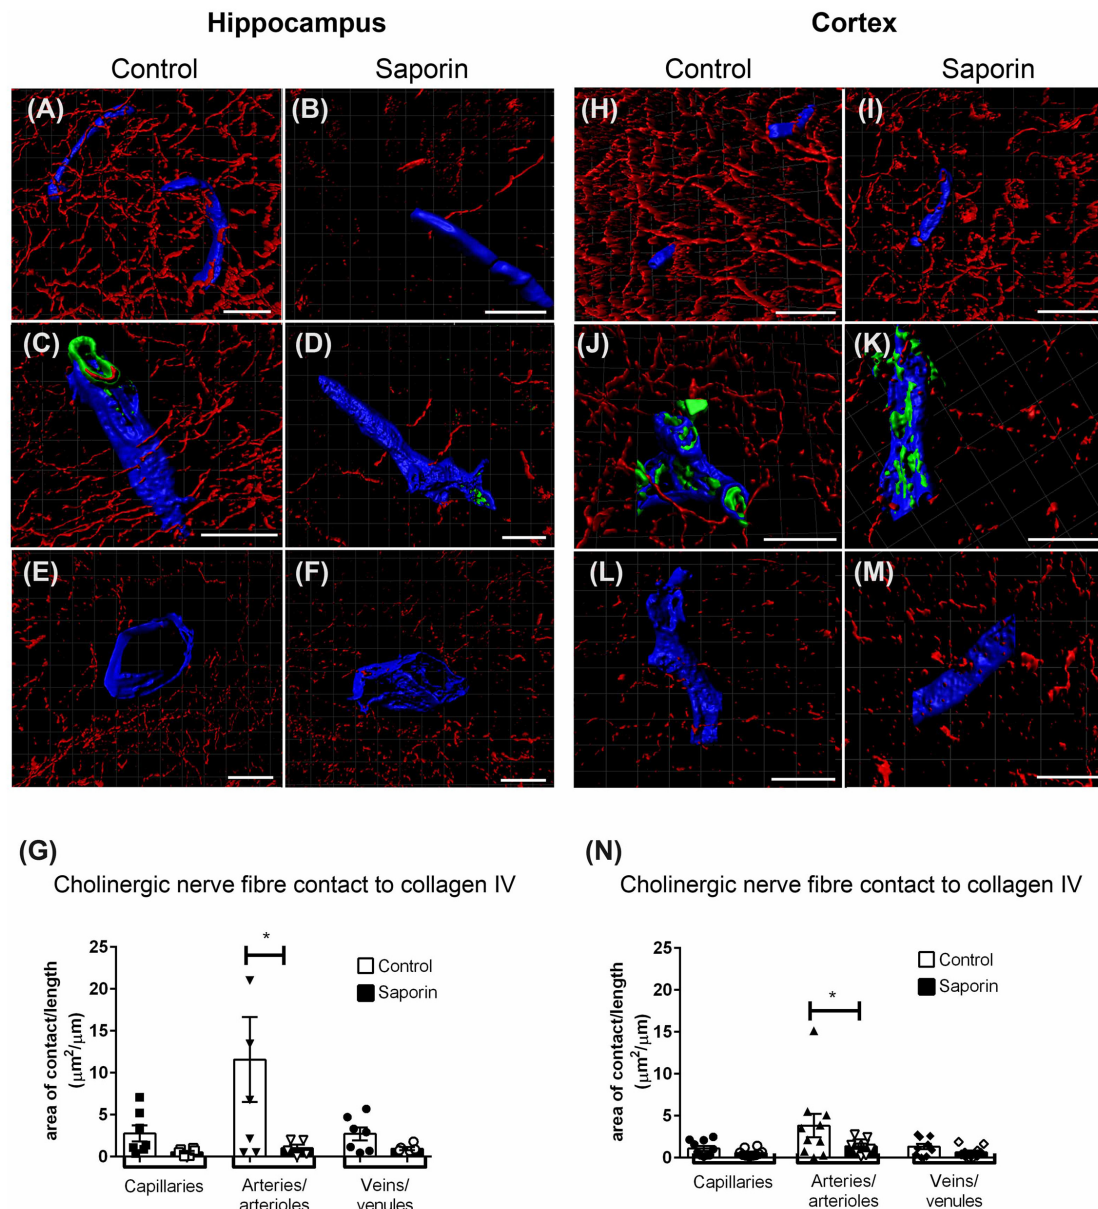 Hippocampus
Cortex
Control
Saporin
Control
Saporin
(A)
(B)
(H)
(I)
(C)
(D)
(J)
(K)
(E)
(F)
(L)
(M)
(G)
Cholinergic nerve fibre contact to collagen IV
area of contact/length
(μm²/μm)
25
20
15
10
5
0
*
Control
Saporin
Capillaries
Arteries/
arterioles
Veins/
venules
(N)
Cholinergic nerve fibre contact to collagen IV
area of contact/length
(μm²/μm)
25
20
15
10
5
0
*
Control
Saporin
Capillaries
Arteries/
arterioles
Veins/
venules